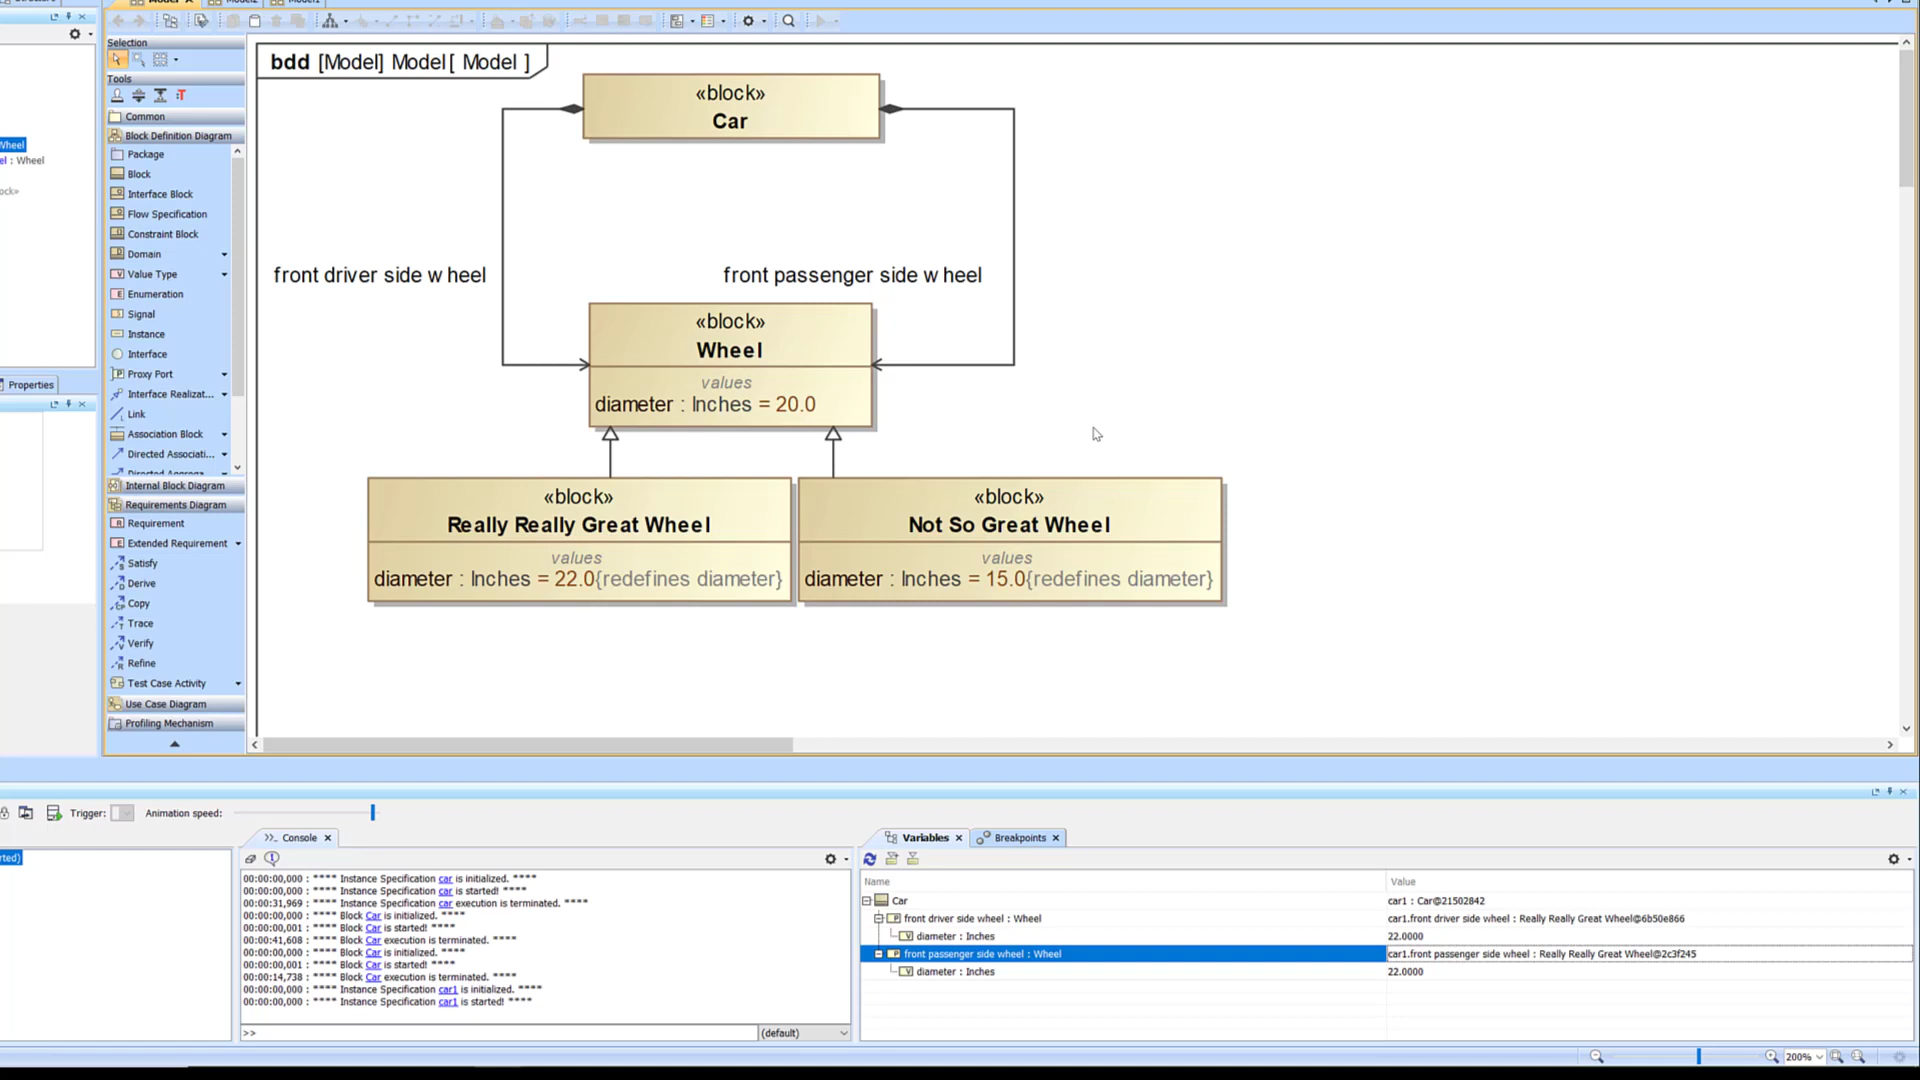 Selection
Tools
Common
Block Definition Diagram
Package
Block
Interface Block
Flow Specification
Constraint Block
Domain
Value Type
Enumeration
Signal
Instance
Interface
Proxy Port
Interface Realizat...
Link
Association Block
Directed Associati...
Internal Block Diagram
Requirements Diagram
Requirement
Extended Requirement
Satisfy
Derive
Copy
Trace
Verify
Refine
Test Case Activity
Use Case Diagram
Profiling Mechanism
Wheel
el : Wheel
ock»
Properties
bdd [Model] Model[ Model ]
«block»
Car
front driver side wheel
front passenger side wheel
«block»
Wheel
values
diameter : Inches = 20.0
«block»
Really Really Great Wheel
values
diameter : Inches = 22.0{redefines diameter}
«block»
Not So Great Wheel
values
diameter : Inches = 15.0{redefines diameter}
Trigger:
Animation speed:
rted)
Console
00:00:00,000 : **** Instance Specification car is initialized. ****
00:00:00,000 : **** Instance Specification car is started! ****
00:00:31,969 : **** Instance Specification car execution is terminated. ****
00:00:00,000 : **** Block Car is initialized. ****
00:00:00,001 : **** Block Car is started! ****
00:00:41,608 : **** Block Car execution is terminated. ****
00:00:00,000 : **** Block Car is initialized. ****
00:00:00,001 : **** Block Car is started! ****
00:00:14,738 : **** Block Car execution is terminated. ****
00:00:00,000 : **** Instance Specification car1 is initialized. ****
00:00:00,000 : **** Instance Specification car1 is started! ****
>>
(default)
Variables
Breakpoints
Name Value
Car car1 : Car@21502842
front driver side wheel : Wheel car1.front driver side wheel : Really Really Great Wheel@6b50e866
diameter : Inches 22.0000
front passenger side wheel : Wheel car1.front passenger side wheel : Really Really Great Wheel@2c3f245
diameter : Inches 22.0000
200%